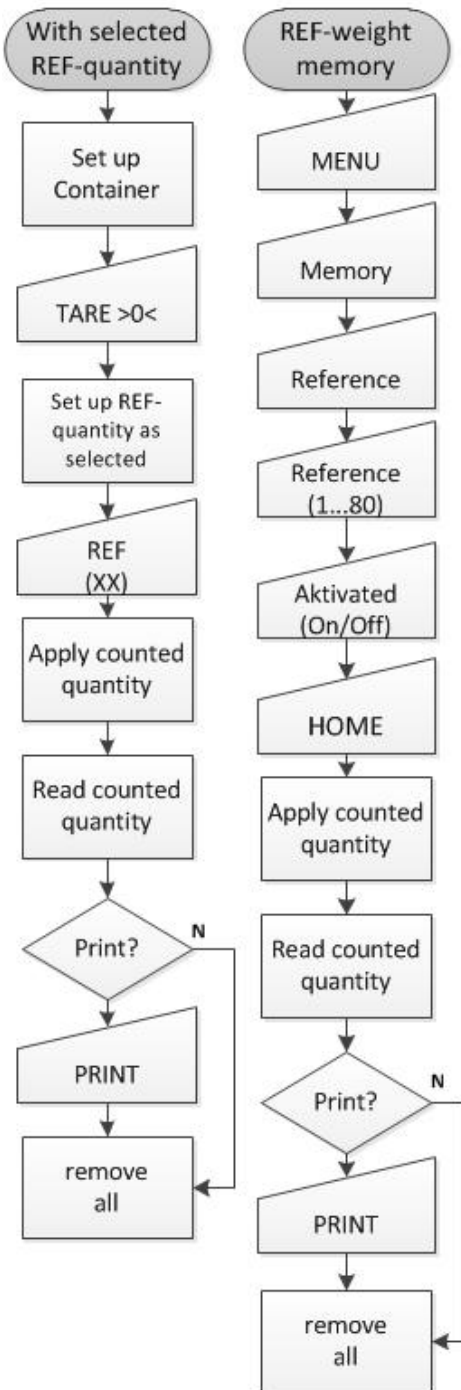 With selected
REF-quantity
Set up
Container
TARE >0<
Set up REF-
quantity as
selected
REF
(XX)
Apply counted
quantity
Read counted
quantity
Print?
N
PRINT
remove
all
REF-weight
memory
MENU
Memory
Reference
Reference
(1...80)
Aktivated
(On/Off)
HOME
Apply counted
quantity
Read counted
quantity
Print?
N
PRINT
remove
all